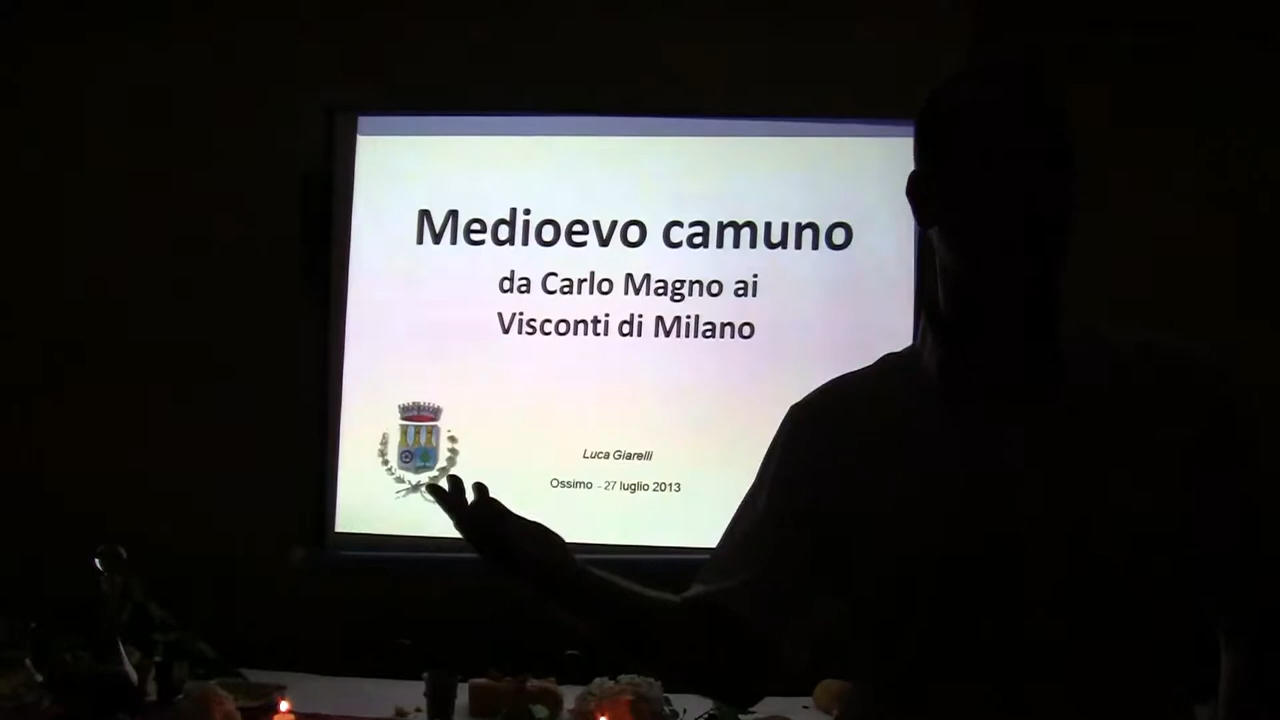 Medioevo camuno
da Carlo Magno ai
Visconti di Milano
Luca Giarelli
Ossimo - 27 luglio 2013